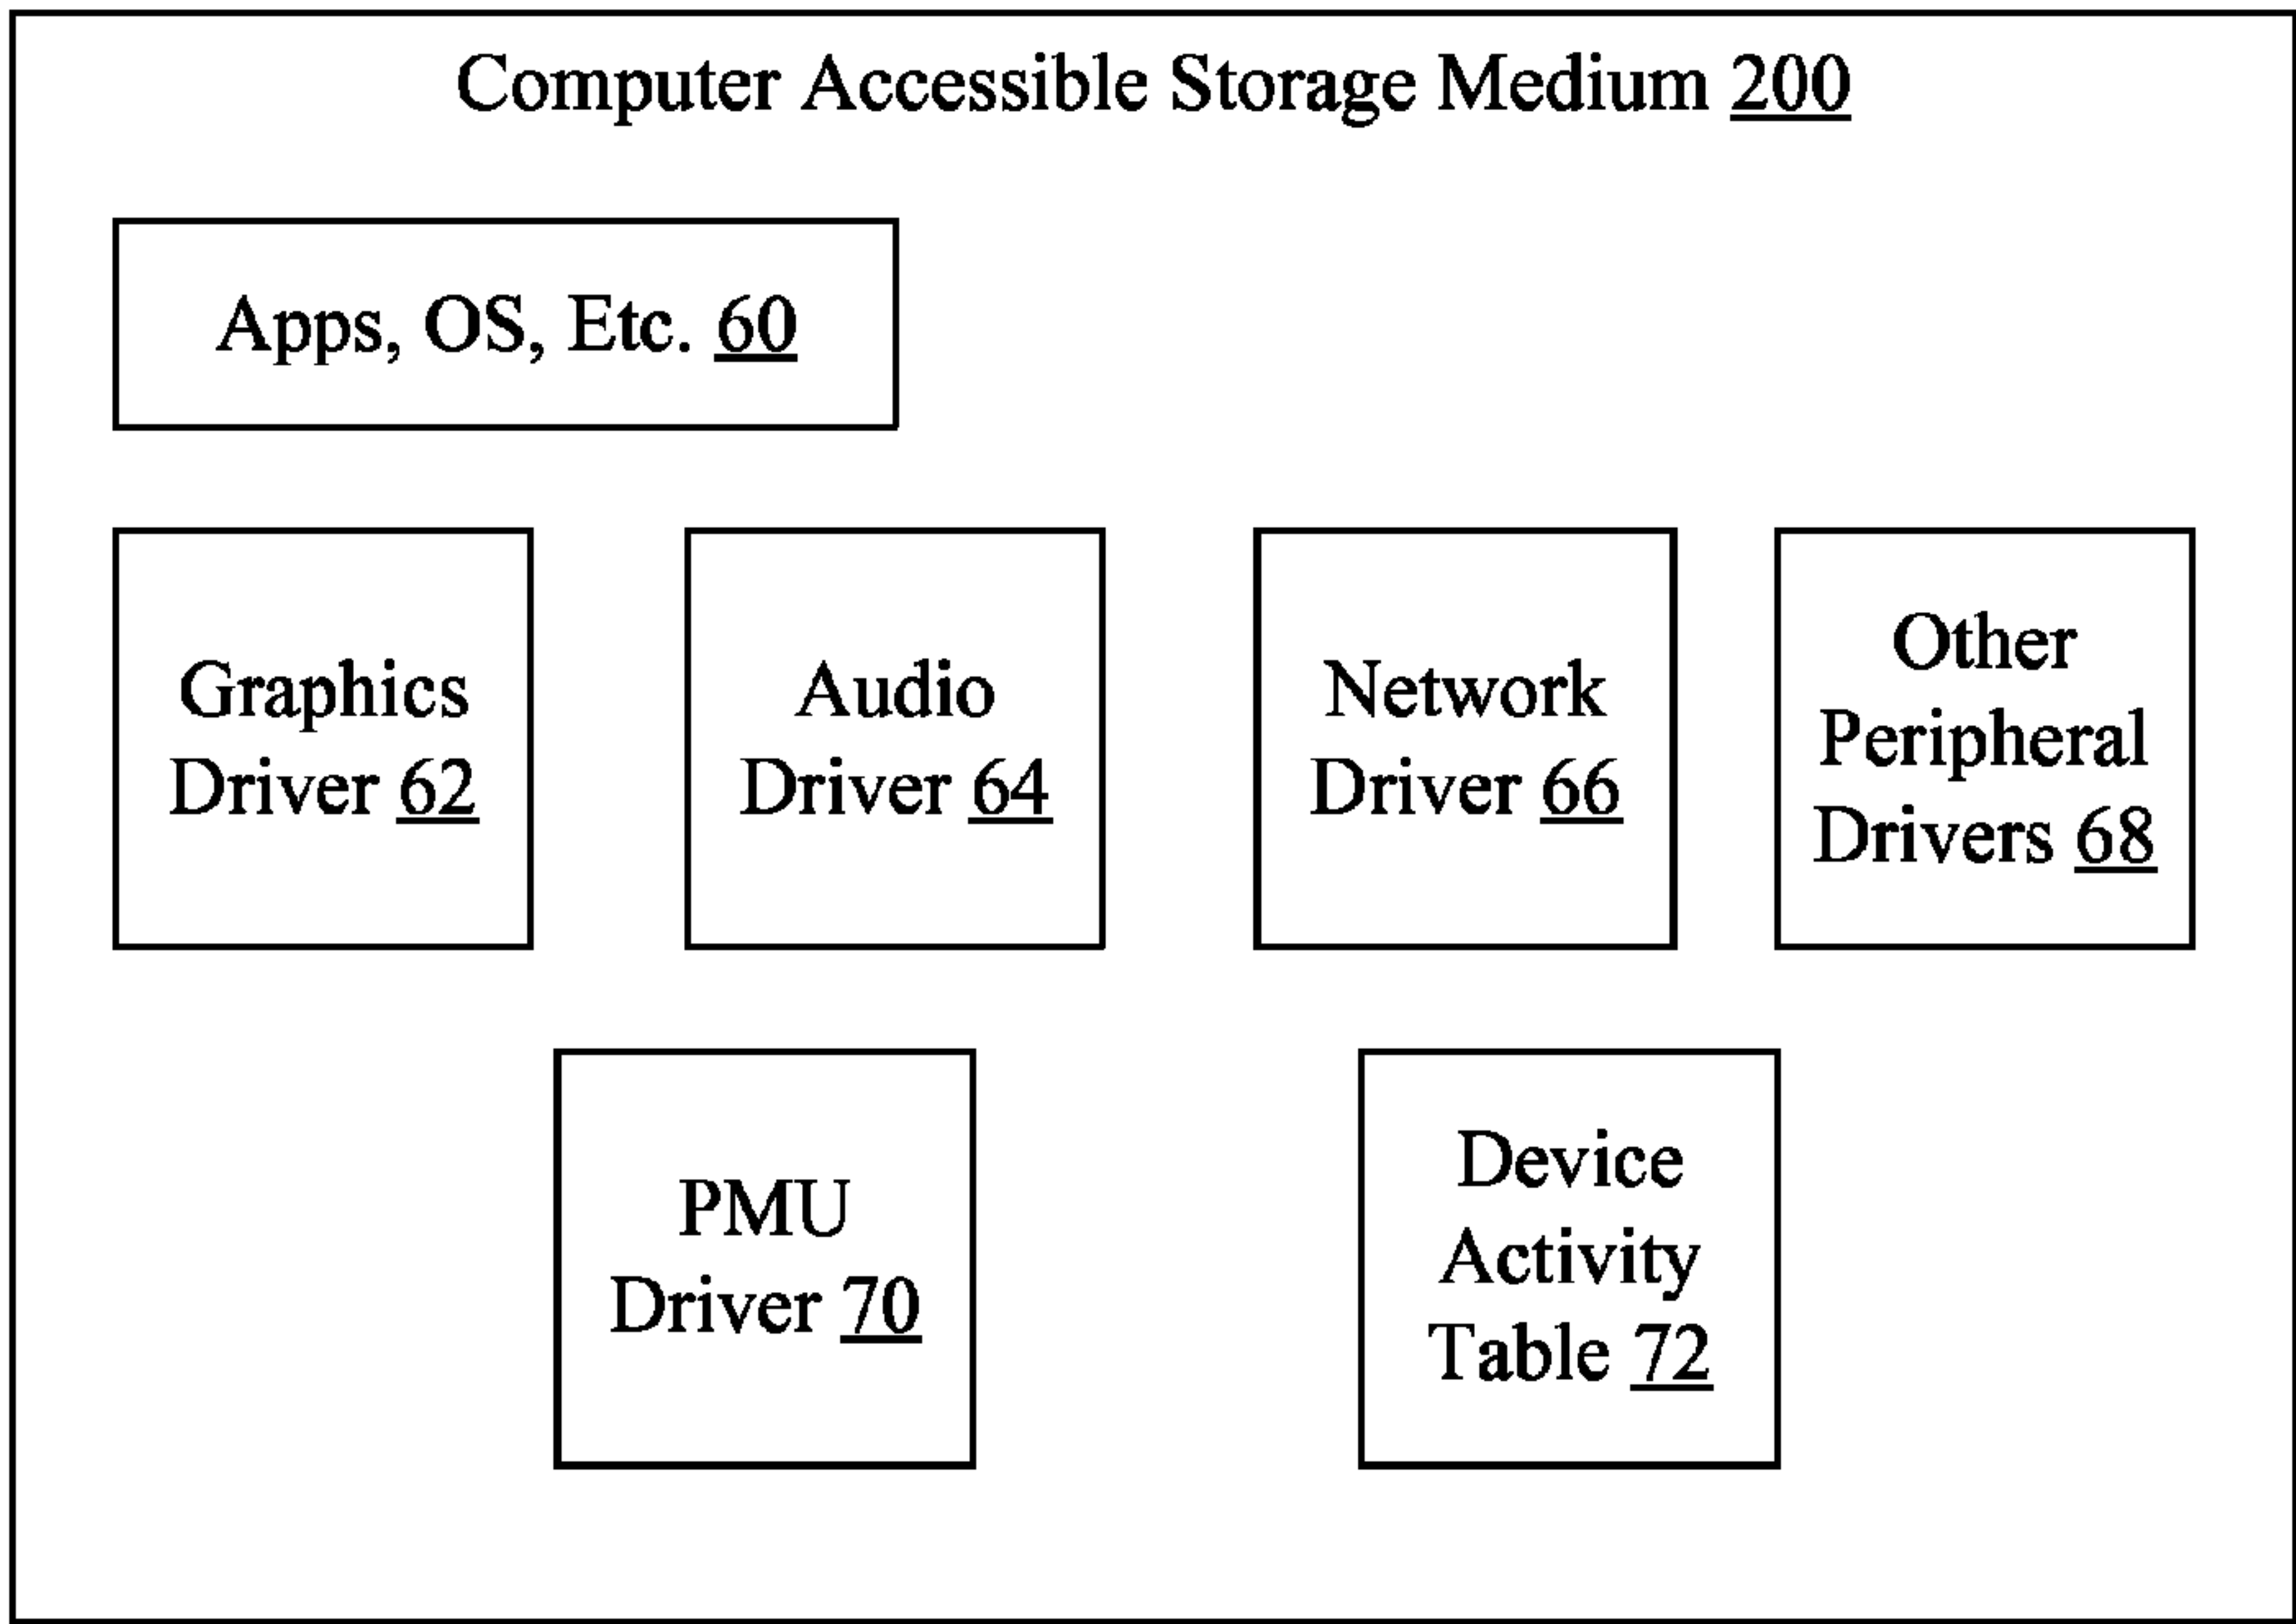 Computer Accessible Storage Medium 200
Apps, OS, Etc. 60
Graphics
Driver 62
Audio
Driver 64
Network
Driver 66
Other
Peripheral
Drivers 68
PMU
Driver 70
Device
Activity
Table 72